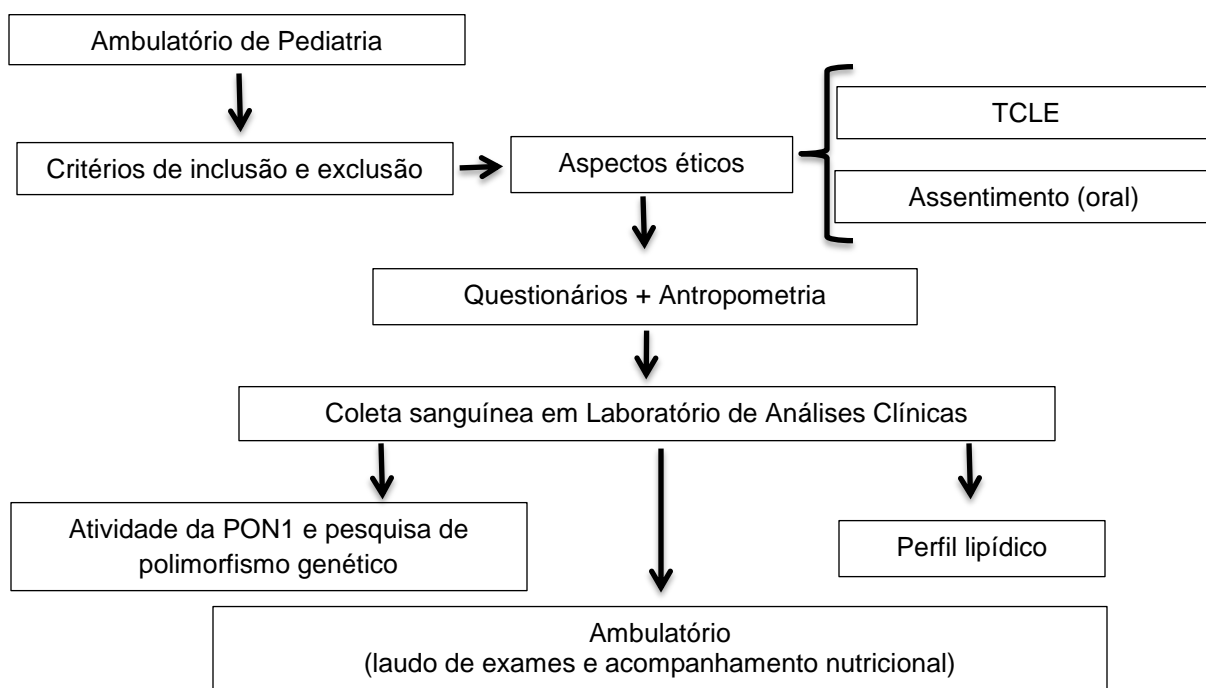 Ambulatório de Pediatria
TCLE
Critérios de inclusão e exclusão
Aspectos éticos
Assentimento (oral)
Questionários + Antropometria
Coleta sanguínea em Laboratório de Análises Clínicas
Atividade da PON1 e pesquisa de
polimorfismo genético
Perfil lipídico
Ambulatório
(laudo de exames e acompanhamento nutricional)